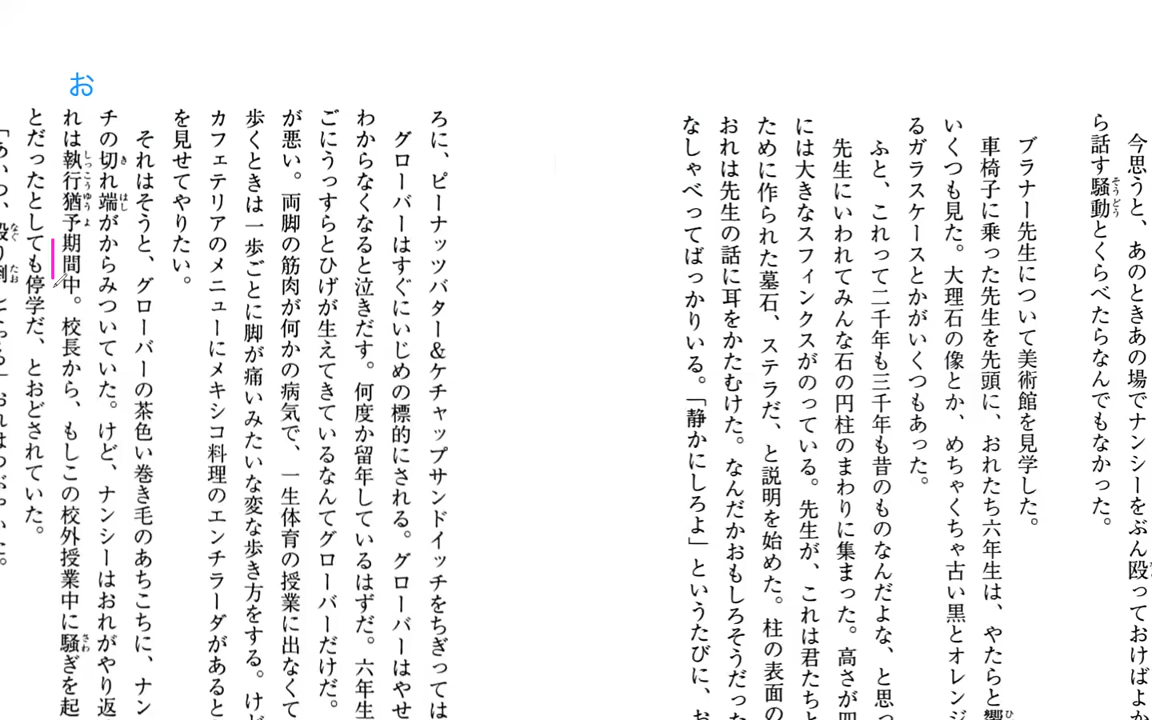 今思うと、あのときあの場でナンシーをぶん殴っておけばよか
ら話す騒動とくらべたらなんでもなかった。
ブラナー先生について美術館を見学した。
車椅子に乗った先生を先頭に、おれたち六年生は、やたらと響
いくつも見た。大理石の像とか、めちゃくちゃ古い黒とオレンジ
るガラスケースとかがいくつもあった。
ふと、これって二千年も三千年も昔のものなんだよな、と思っ
先生にいわれてみんな石の円柱のまわりに集まった。高さが四
には大きなスフィンクスがのっている。先生が、これは君たちと
ために作られた墓石、ステラだ、と説明を始めた。柱の表面の
おれは先生の話に耳をかたむけた。なんだかおもしろそうだった
なしゃべってばっかりいる。「静かにしろよ」というたびに、お
ろに、ピーナッツバター＆ケチャップサンドイッチをちぎっては
グローバーはすぐにいじめの標的にされる。グローバーはやせ
わからなくなると泣きだす。何度か留年しているはずだ。六年生
ごにうっすらとひげが生えてきているなんてグローバーだけだ。
が悪い。両脚の筋肉が何かの病気で、一生体育の授業に出なくて
歩くときは一歩ごとに脚が痛いみたいな変な歩き方をする。けど
カフェテリアのメニューにメキシコ料理のエンチラーダがあると
を見せてやりたい。
それはそうと、グローバーの茶色い巻き毛のあちこちに、ナン
チの切れ端がからみついていた。けど、ナンシーはおれがやり返
お
れは執行猶予期間中。校長から、もしこの校外授業中に騒ぎを起
とだったとしても停学だ、とおどされていた。